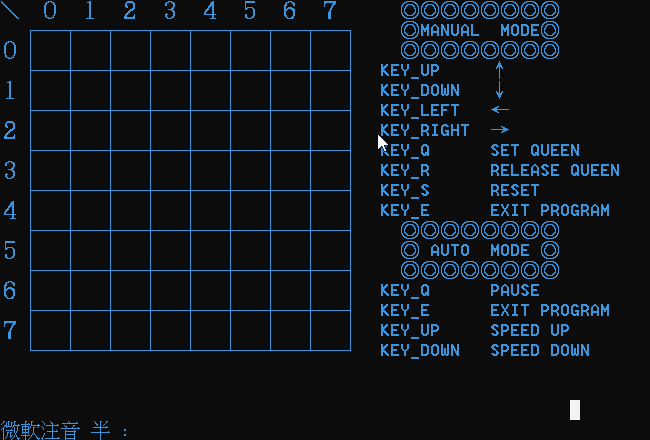 ╲ 0 1 2 3 4 5 6 7
0
1
2
3
4
5
6
7
◎◎◎◎◎◎◎◎
◎MANUAL MODE◎
◎◎◎◎◎◎◎◎
KEY_UP ↑
KEY_DOWN ↓
KEY_LEFT ←
KEY_RIGHT →
KEY_Q SET QUEEN
KEY_R RELEASE QUEEN
KEY_S RESET
KEY_E EXIT PROGRAM
◎◎◎◎◎◎◎◎
◎ AUTO MODE ◎
◎◎◎◎◎◎◎◎
KEY_Q PAUSE
KEY_E EXIT PROGRAM
KEY_UP SPEED UP
KEY_DOWN SPEED DOWN
微軟注音 半 :